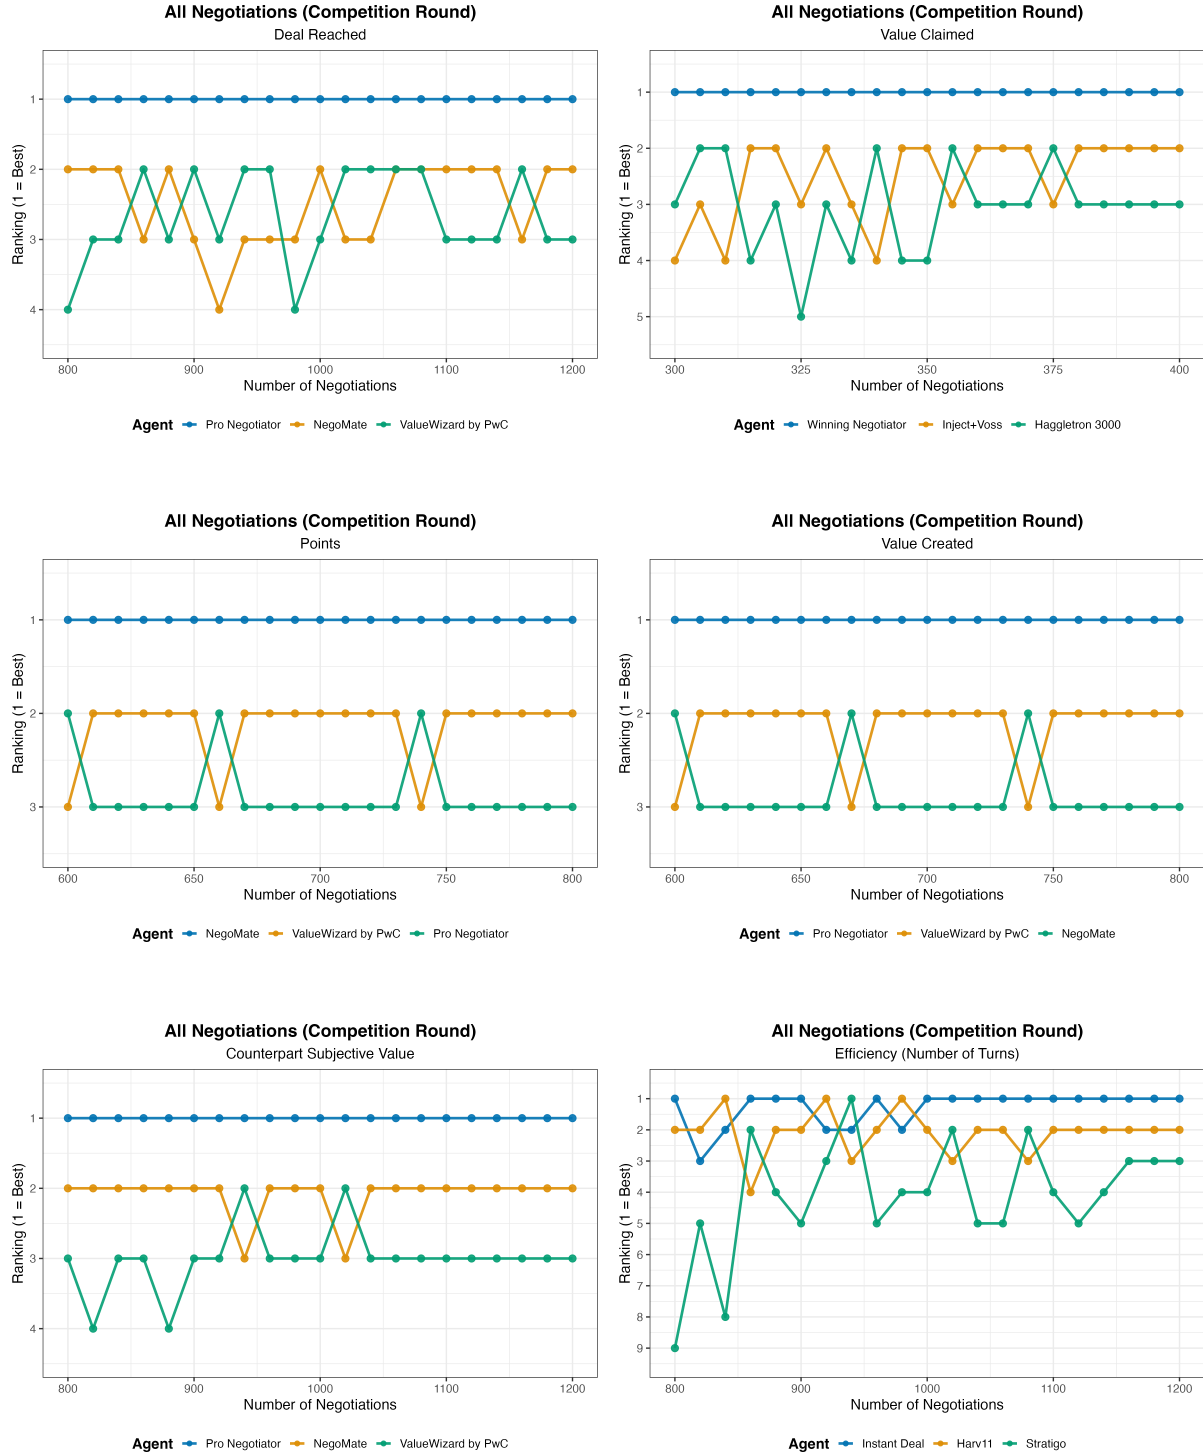 All Negotiations (Competition Round)
Deal Reached
Ranking (1 = Best)
1
2
3
4
800
900
1000
1100
1200
Number of Negotiations
Agent Pro Negotiator NegoMate ValueWizard by PwC
All Negotiations (Competition Round)
Value Claimed
Ranking (1 = Best)
1
2
3
4
5
300
325
350
375
400
Number of Negotiations
Agent Winning Negotiator Inject+Voss Haggletron 3000
All Negotiations (Competition Round)
Points
Ranking (1 = Best)
1
2
3
600
650
700
750
800
Number of Negotiations
Agent NegoMate ValueWizard by PwC Pro Negotiator
All Negotiations (Competition Round)
Value Created
Ranking (1 = Best)
1
2
3
600
650
700
750
800
Number of Negotiations
Agent Pro Negotiator ValueWizard by PwC NegoMate
All Negotiations (Competition Round)
Counterpart Subjective Value
Ranking (1 = Best)
1
2
3
4
800
900
1000
1100
1200
Number of Negotiations
Agent Pro Negotiator NegoMate ValueWizard by PwC
All Negotiations (Competition Round)
Efficiency (Number of Turns)
Ranking (1 = Best)
1
2
3
4
5
6
7
8
9
800
900
1000
1100
1200
Number of Negotiations
Agent Instant Deal Harv11 Stratigo